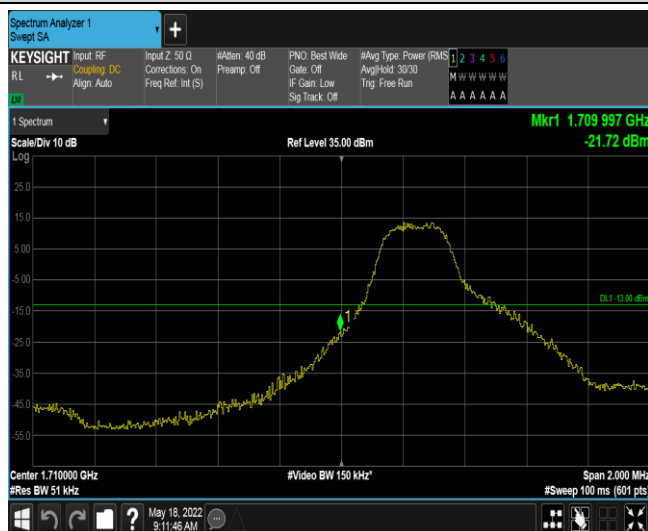 Spectrum Analyzer 1
Swept SA
KEYSIGHT
RL
Input: RF
Coupling: DC
Align: Auto
Input Z: 50 Ω
Corrections: On
Freq Ref: Int (S)
#Atten: 40 dB
Preamp: Off
PNO: Best Wide
Gate: Off
IF Gain: Low
Sig Track: Off
#Avg Type: Power (RMS
Avg|Hold: 30/30
Trig: Free Run
1 2 3 4 5 6
M W W W W W
A A A A A A
1 Spectrum
Mkr1 1.709 997 GHz
Scale/Div 10 dB
Ref Level 35.00 dBm
-21.72 dBm
Log
25.0
15.0
5.00
-5.00
DL1 -13.00 dBm
-15.0
1
-25.0
-35.0
-45.0
-55.0
Center 1.710000 GHz
#Video BW 150 kHz*
Span 2.000 MHz
#Res BW 51 kHz
#Sweep 100 ms (601 pts)
?
May 18, 2022
9:11:46 AM